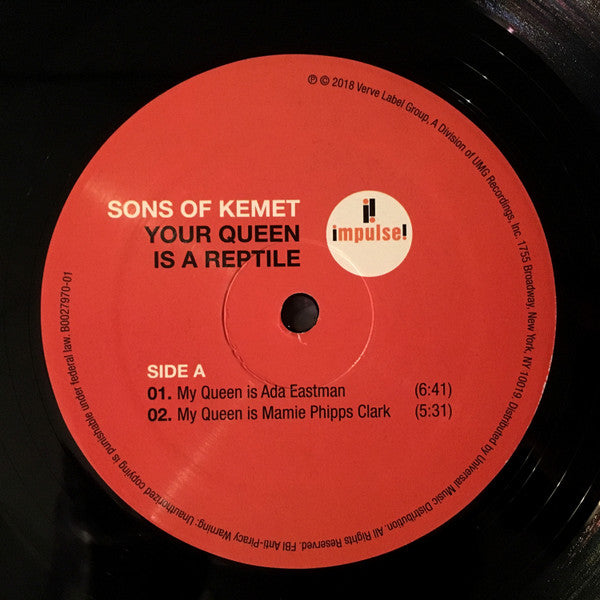 ℗ © 2018 Verve Label Group, A Division of UMG Recordings, Inc. 1755 Broadway, New York, NY 10019. Distributed by Universal Music Distribution. All Rights Reserved. FBI Anti-Piracy Warning: Unauthorized copying is punishable under federal law. B0027970-01
SONS OF KEMET
YOUR QUEEN
IS A REPTILE
i!
impulse!
SIDE A
01. My Queen is Ada Eastman (6:41)
02. My Queen is Mamie Phipps Clark (5:31)